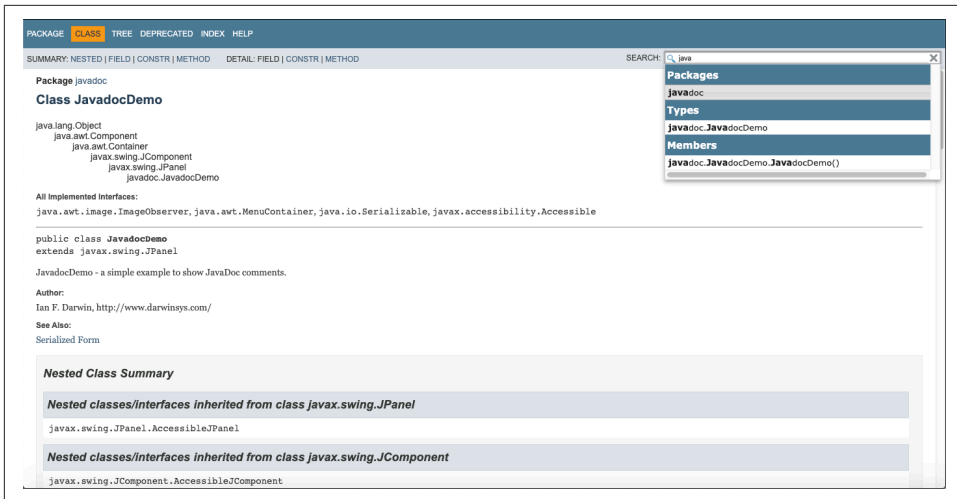 PACKAGE CLASS TREE DEPRECATED INDEX HELP
SUMMARY: NESTED | FIELD | CONSTR | METHOD DETAIL: FIELD | CONSTR | METHOD SEARCH: java
Packages
javadoc
Types
javadoc.JavadocDemo
Members
javadoc.JavadocDemo.JavadocDemo()
Package javadoc
Class JavadocDemo
java.lang.Object
java.awt.Component
java.awt.Container
javax.swing.JComponent
javax.swing.JPanel
javadoc.JavadocDemo
All Implemented Interfaces:
java.awt.image.ImageObserver, java.awt.MenuContainer, java.io.Serializable, javax.accessibility.Accessible
public class JavadocDemo
extends javax.swing.JPanel
JavadocDemo - a simple example to show JavaDoc comments.
Author:
Ian F. Darwin, http://www.darwinsys.com/
See Also:
Serialized Form
Nested Class Summary
Nested classes/interfaces inherited from class javax.swing.JPanel
javax.swing.JPanel.AccessibleJPanel
Nested classes/interfaces inherited from class javax.swing.JComponent
javax.swing.JComponent.AccessibleJComponent